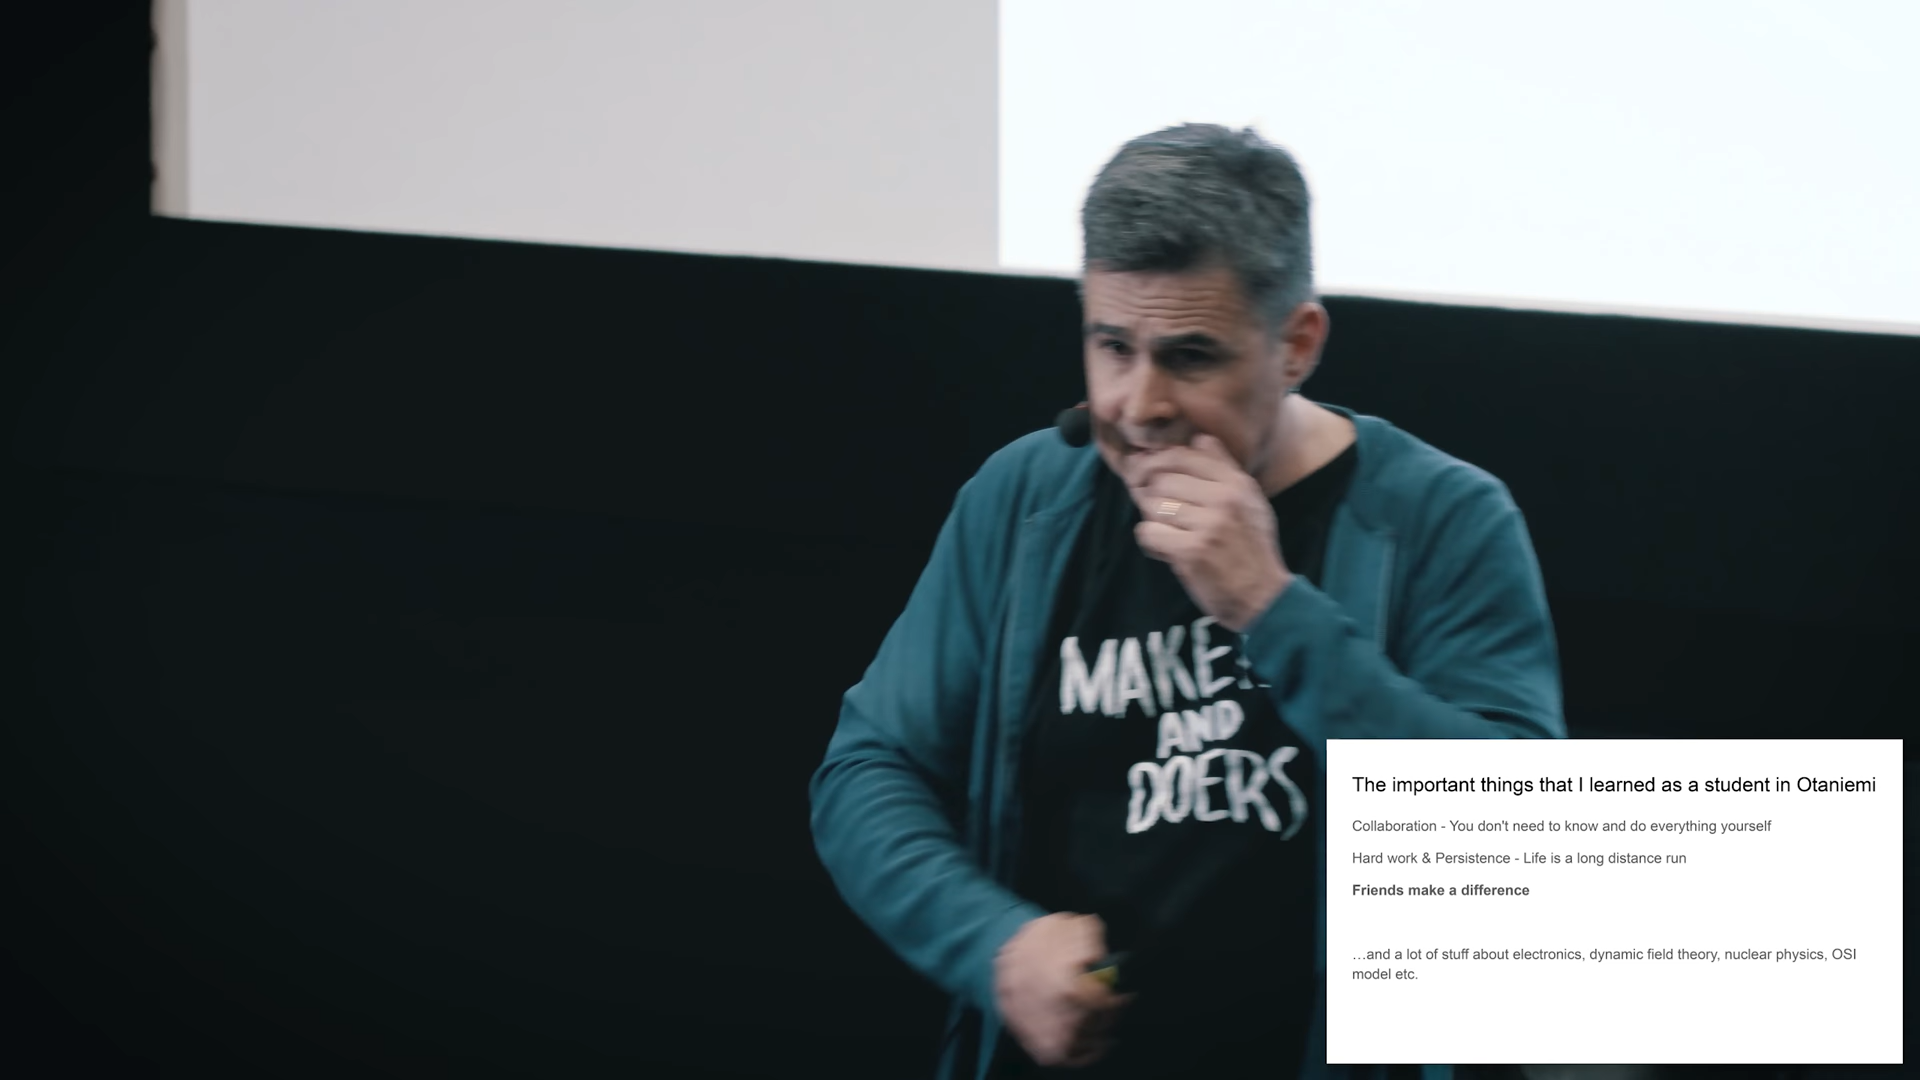 AND
DOERS
The important things that I learned as a student in Otaniemi
Collaboration - You don't need to know and do everything yourself
Hard work & Persistence - Life is a long distance run
Friends make a difference
…and a lot of stuff about electronics, dynamic field theory, nuclear physics, OSI
model etc.